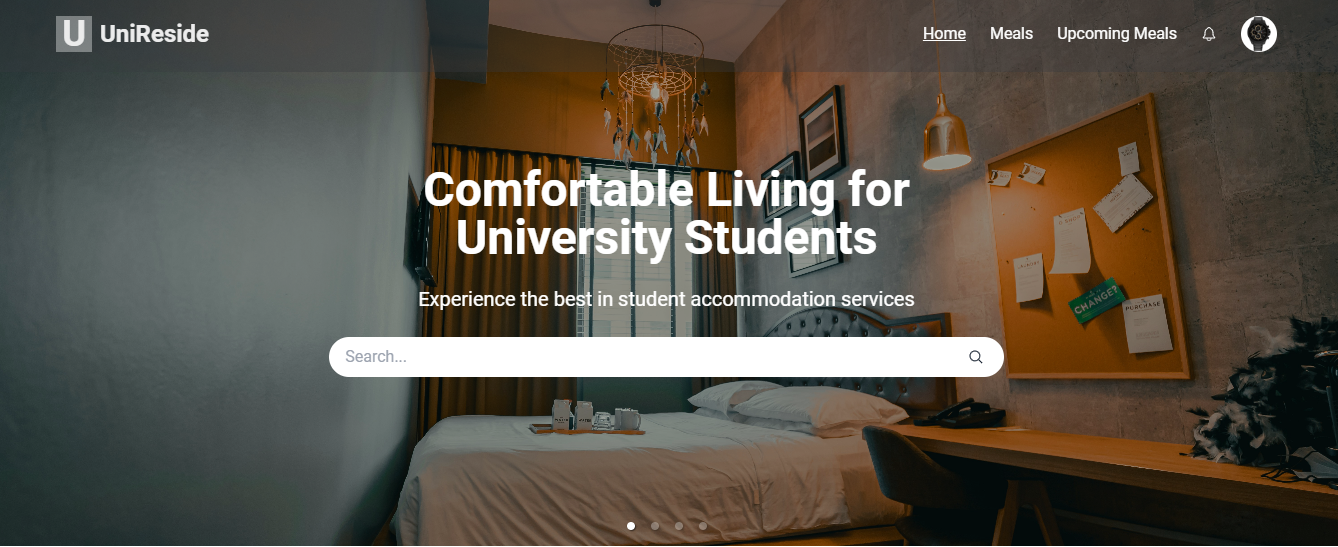 U UniReside
Home Meals Upcoming Meals
Comfortable Living for
University Students
Experience the best in student accommodation services
Search...
CHANGE?
PURCHASE